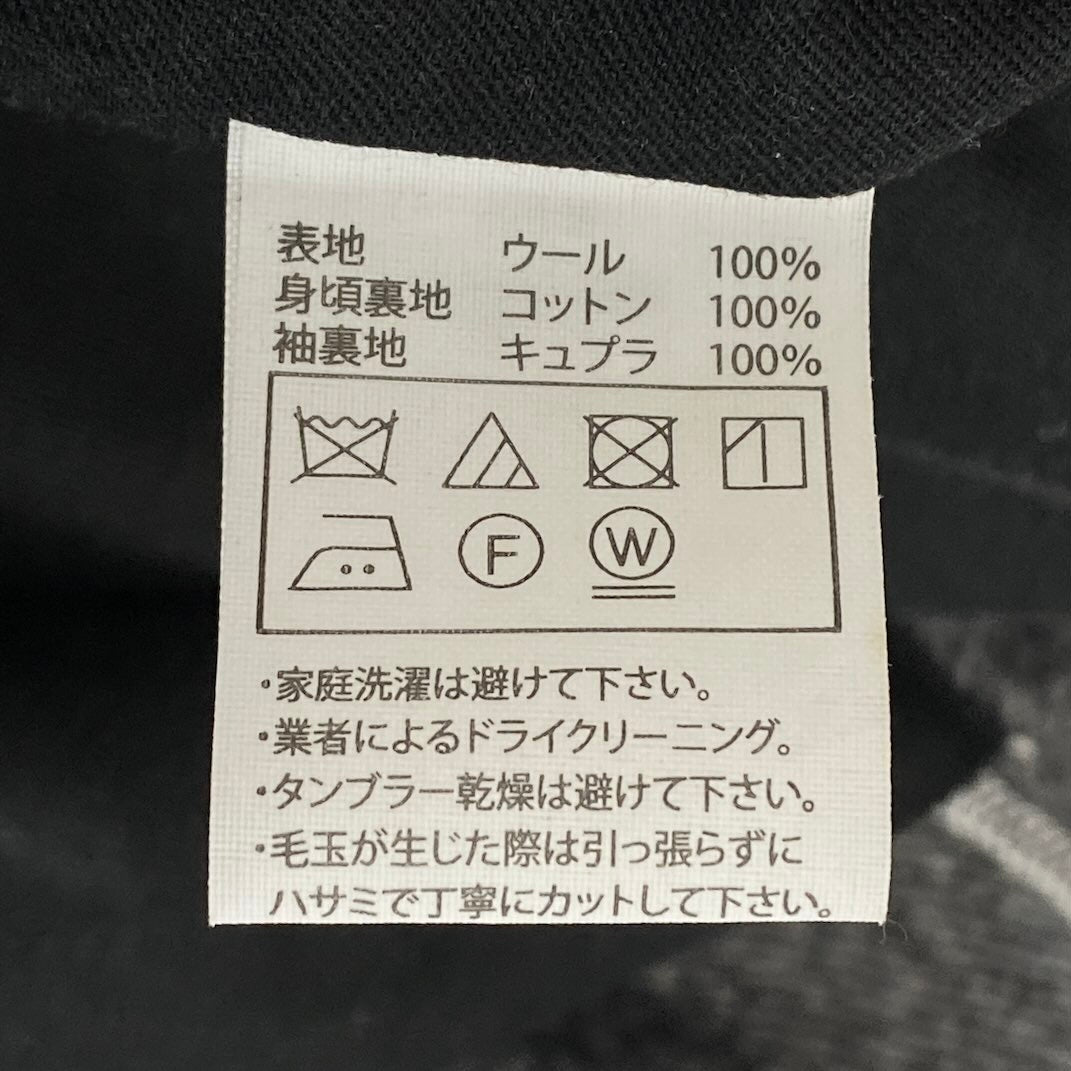 表地 ウール 100%
身頃裏地 コットン 100%
袖裏地 キュプラ 100%
F W
・家庭洗濯は避けて下さい。
・業者によるドライクリーニング。
・タンブラー乾燥は避けて下さい。
・毛玉が生じた際は引っ張らずに
ハサミで丁寧にカットして下さい。